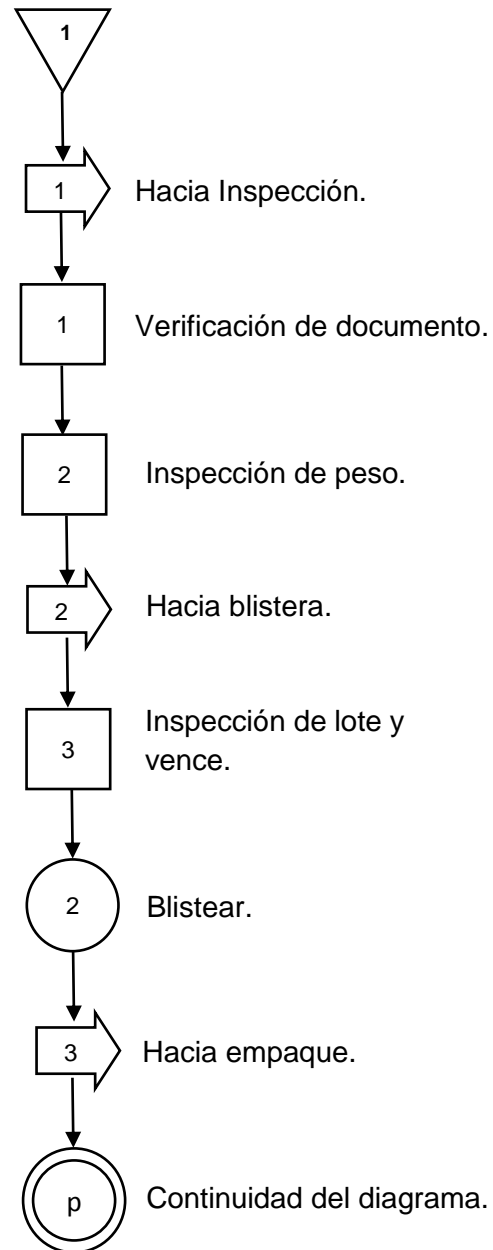 1
1 Hacia Inspección.
1 Verificación de documento.
2 Inspección de peso.
2 Hacia blistera.
Inspección de lote y
3
vence.
2 Blistear.
3 Hacia empaque.
p Continuidad del diagrama.